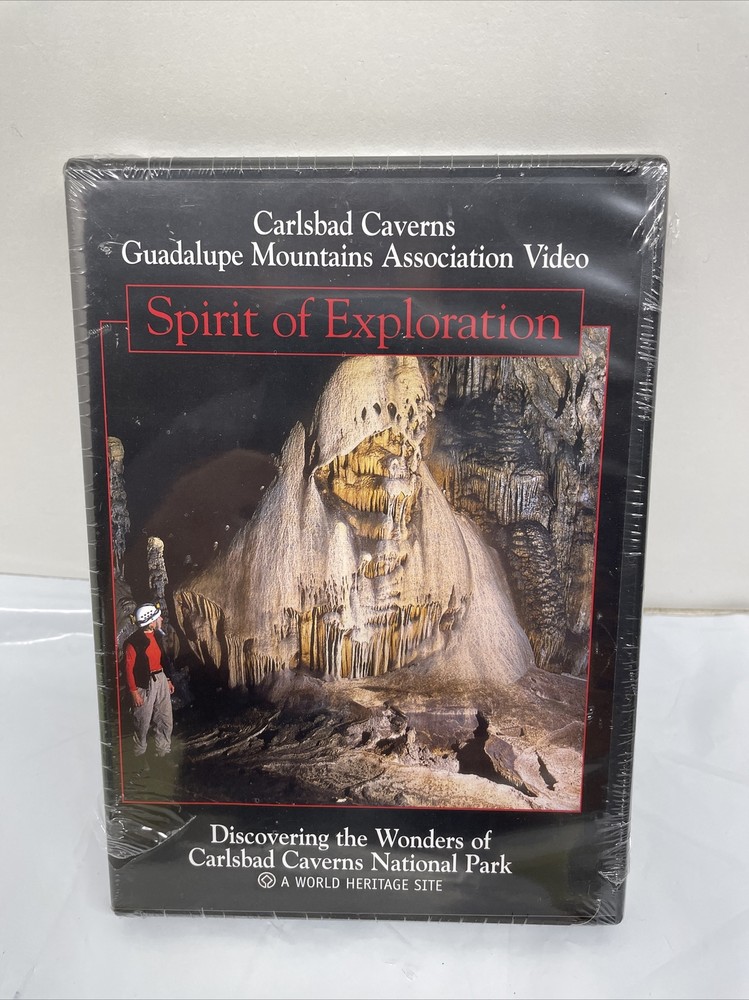 Carlsbad Caverns
Guadalupe Mountains Association Video
Spirit of Exploration
Discovering the Wonders of
Carlsbad Caverns National Park
A WORLD HERITAGE SITE